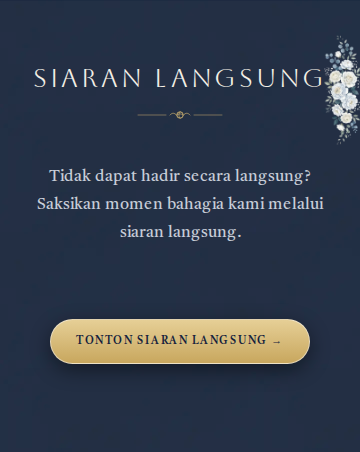 SIARAN LANGSUNG
Tidak dapat hadir secara langsung?
Saksikan momen bahagia kami melalui
siaran langsung.
TONTON SIARAN LANGSUNG →